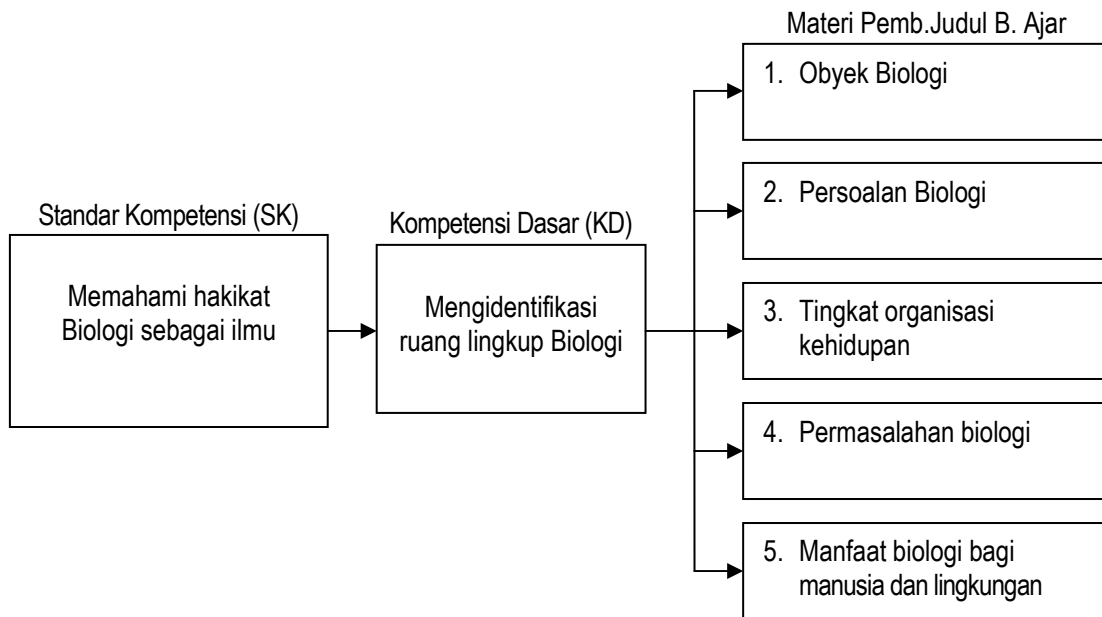 Standar Kompetensi (SK)
Memahami hakikat
Biologi sebagai ilmu
Kompetensi Dasar (KD)
Mengidentifikasi
ruang lingkup Biologi
Materi Pemb.Judul B. Ajar
1. Obyek Biologi
2. Persoalan Biologi
3. Tingkat organisasi
kehidupan
4. Permasalahan biologi
5. Manfaat biologi bagi
manusia dan lingkungan